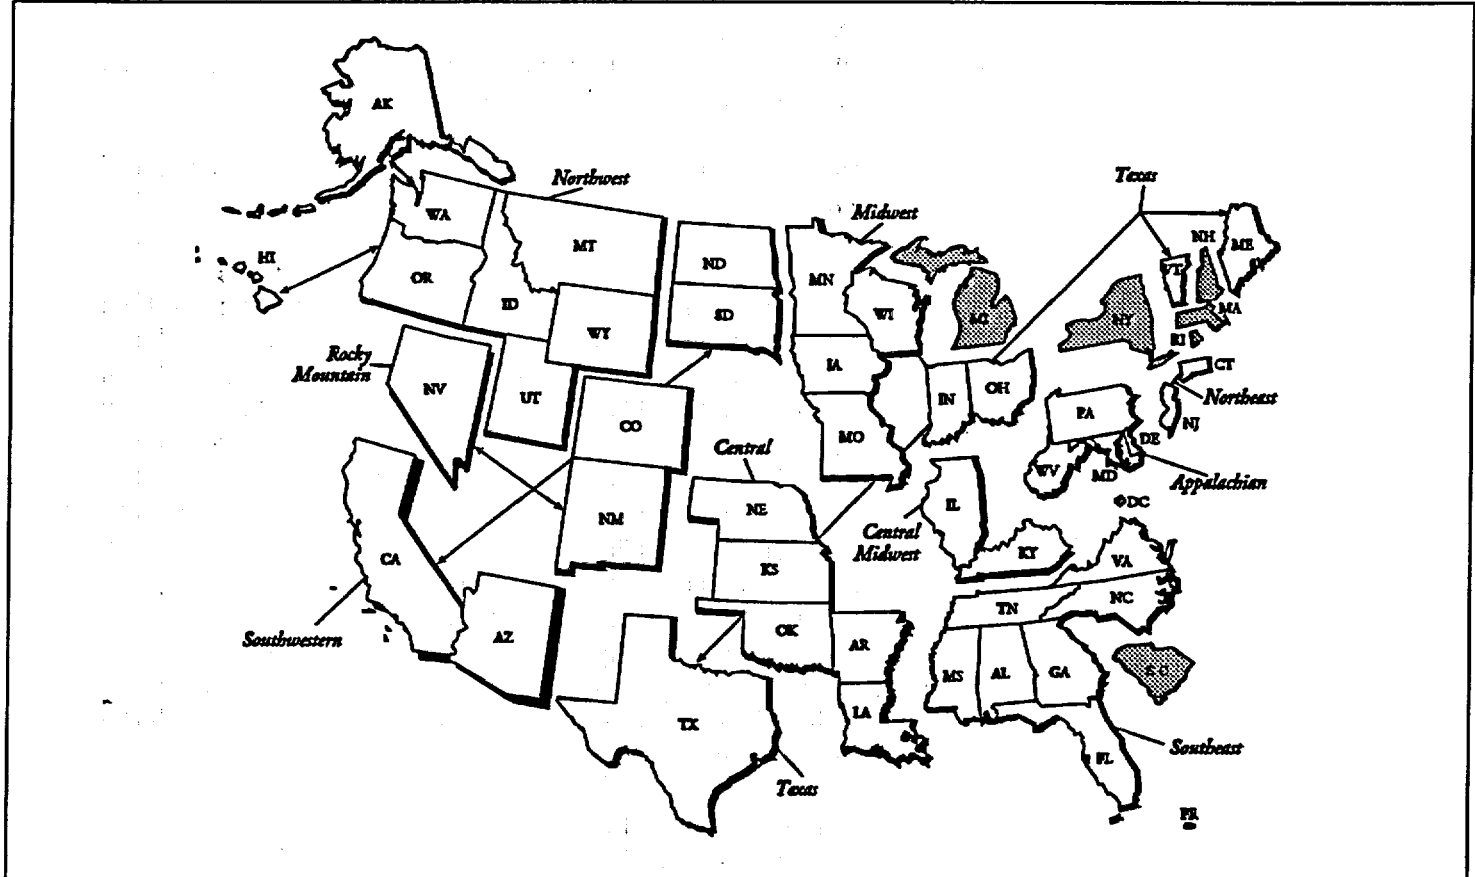 AK
Northwest
Texas
WA
Midwest
NH
ME
MT
HI
ND
OR
VT
MN
ID
SD
WI
MI
NY
MA
WY
RI
Rocky
Mountain
IA
CT
NV
UT
IN
OH
Northeast
CO
PA
NJ
MO
DE
Central
WV
MD
Appalachian
NE
IL
DC
NM
Central
Midwest
KY
CA
KS
VA
TN
NC
Southwestern
AZ
OK
AR
MS
AL
GA
SC
TX
LA
Southeast
FL
Texas
PR